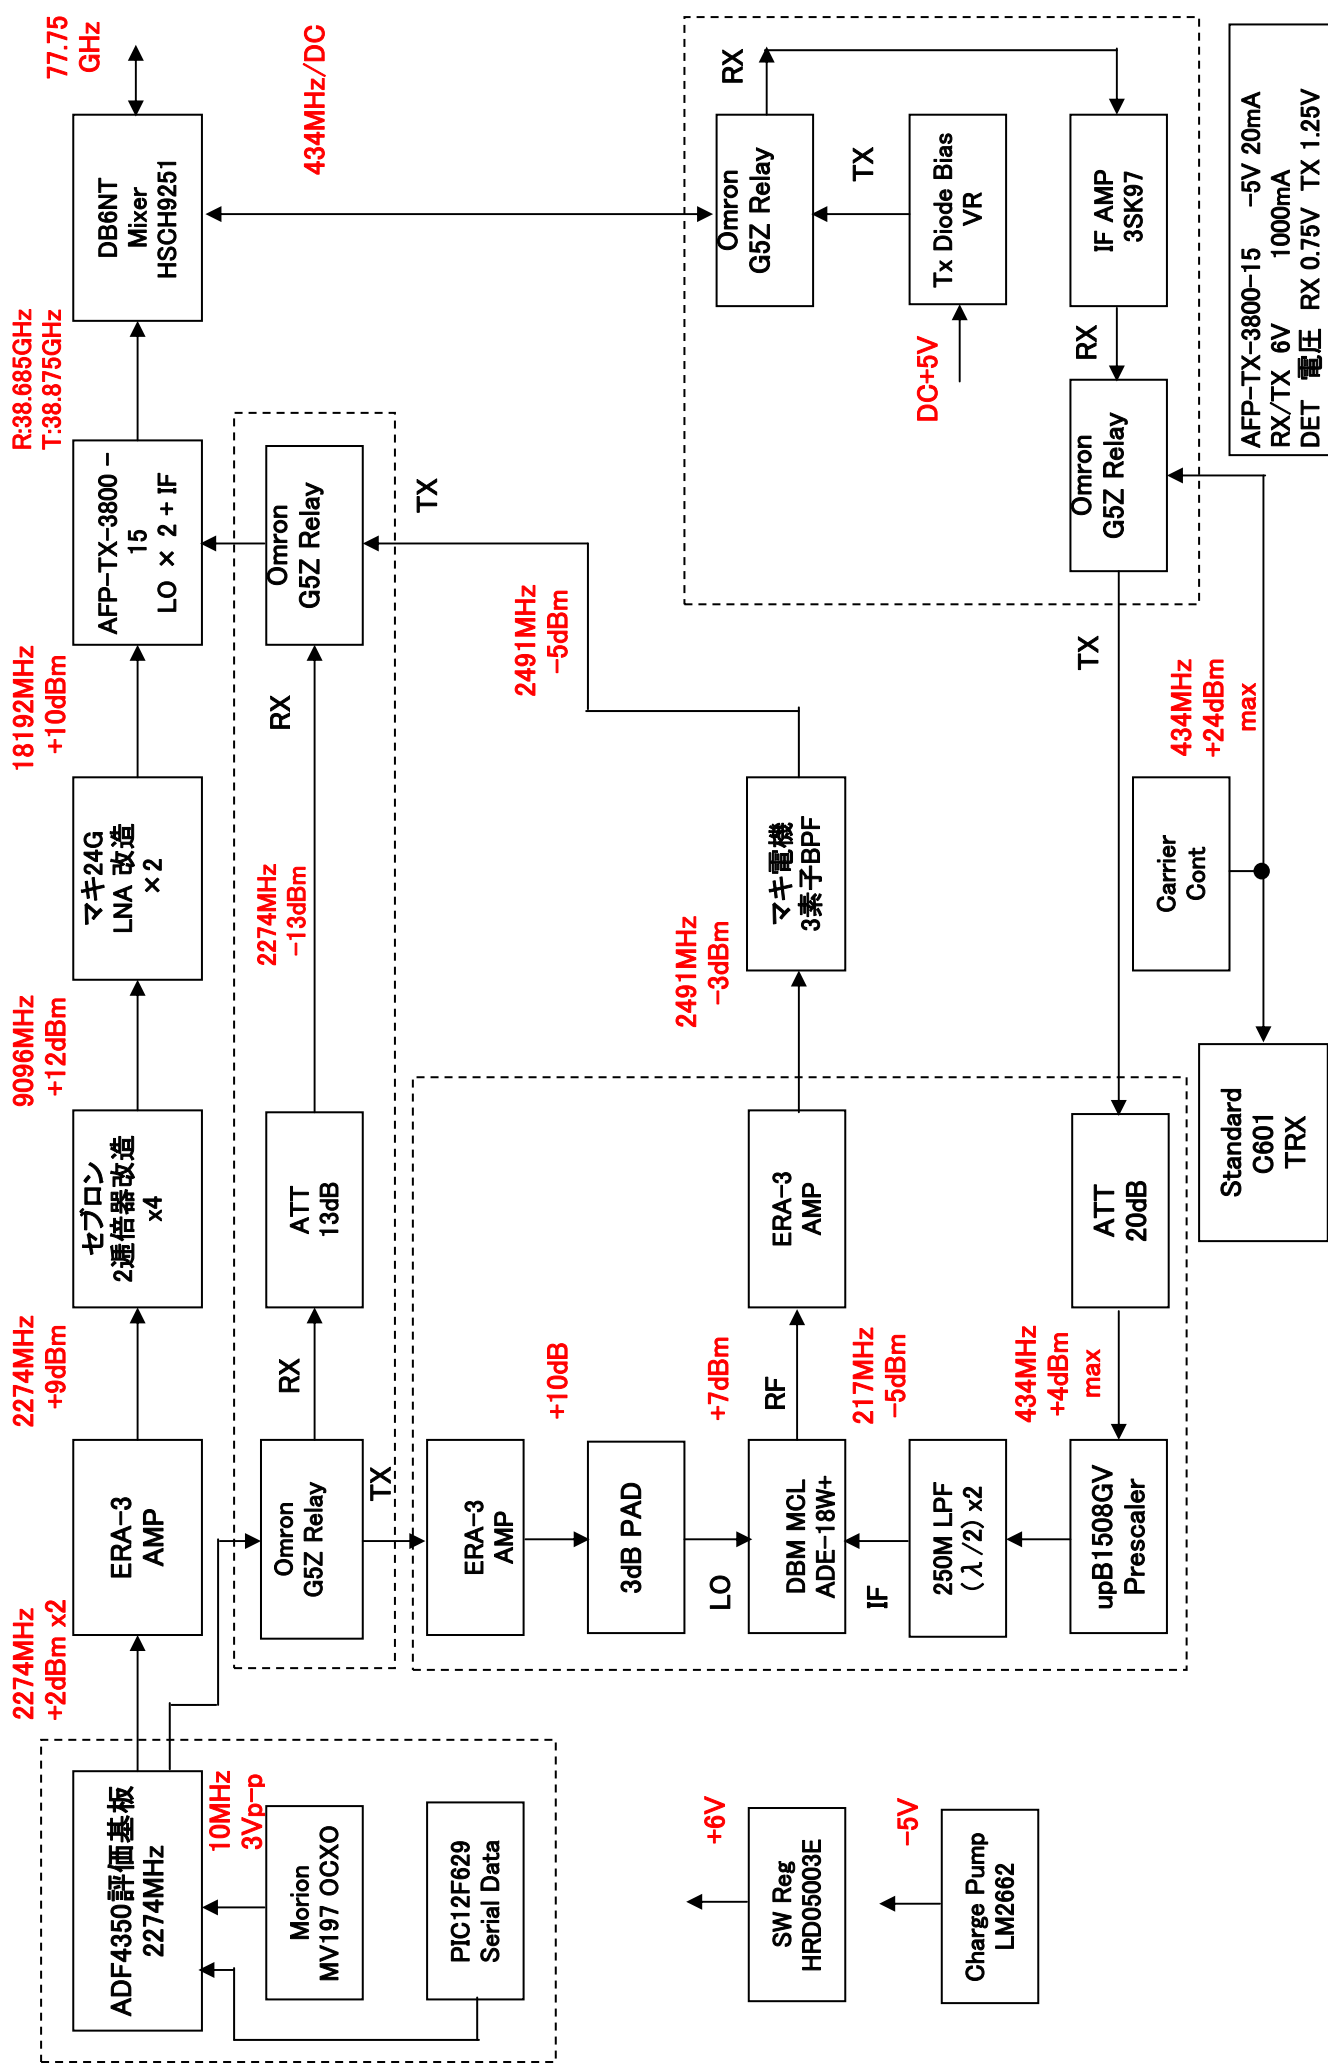 77.75
GHz
DB6NT
Mixer
HSCH9251
434MHz/DC
R:38.685GHz
T:38.875GHz
AFP-TX-3800-
15
LO × 2+IF
18192MHz
+10dBm
マキ24G
LNA 改造
×2
9096MHz
+12dBm
セブロン
2逓倍器改造
x4
2274MHz
+9dBm
ERA-3
AMP
2274MHz
+2dBm x2
ADF4350評価基板
2274MHz
10MHz
3Vp-p
Morion
MV197 OCXO
PIC12F629
Serial Data
Omron
G5Z Relay
RX
ATT
13dB
2274MHz
-13dBm
RX
Omron
G5Z Relay
TX
TX
ERA-3
AMP
+10dB
3dB PAD
LO
+7dBm
DBM MCL
ADE-18W+
RF
IF
217MHz
-5dBm
250M LPF
(λ/2) x2
upB1508GV
Prescaler
434MHz
+4dBm
max
ATT
20dB
ERA-3
AMP
2491MHz
-3dBm
マキ電機
3素子BPF
2491MHz
-5dBm
TX
Omron
G5Z Relay
RX
TX
Tx Diode Bias
VR
DC+5V
IF AMP
3SK97
RX
Omron
G5Z Relay
434MHz
+24dBm
max
Carrier
Cont
Standard
C601
TRX
SW Reg
HRD05003E
+6V
Charge Pump
LM2662
-5V
AFP-TX-3800-15 -5V 20mA
RX/TX 6V 1000mA
DET 電圧 RX 0.75V TX 1.25V